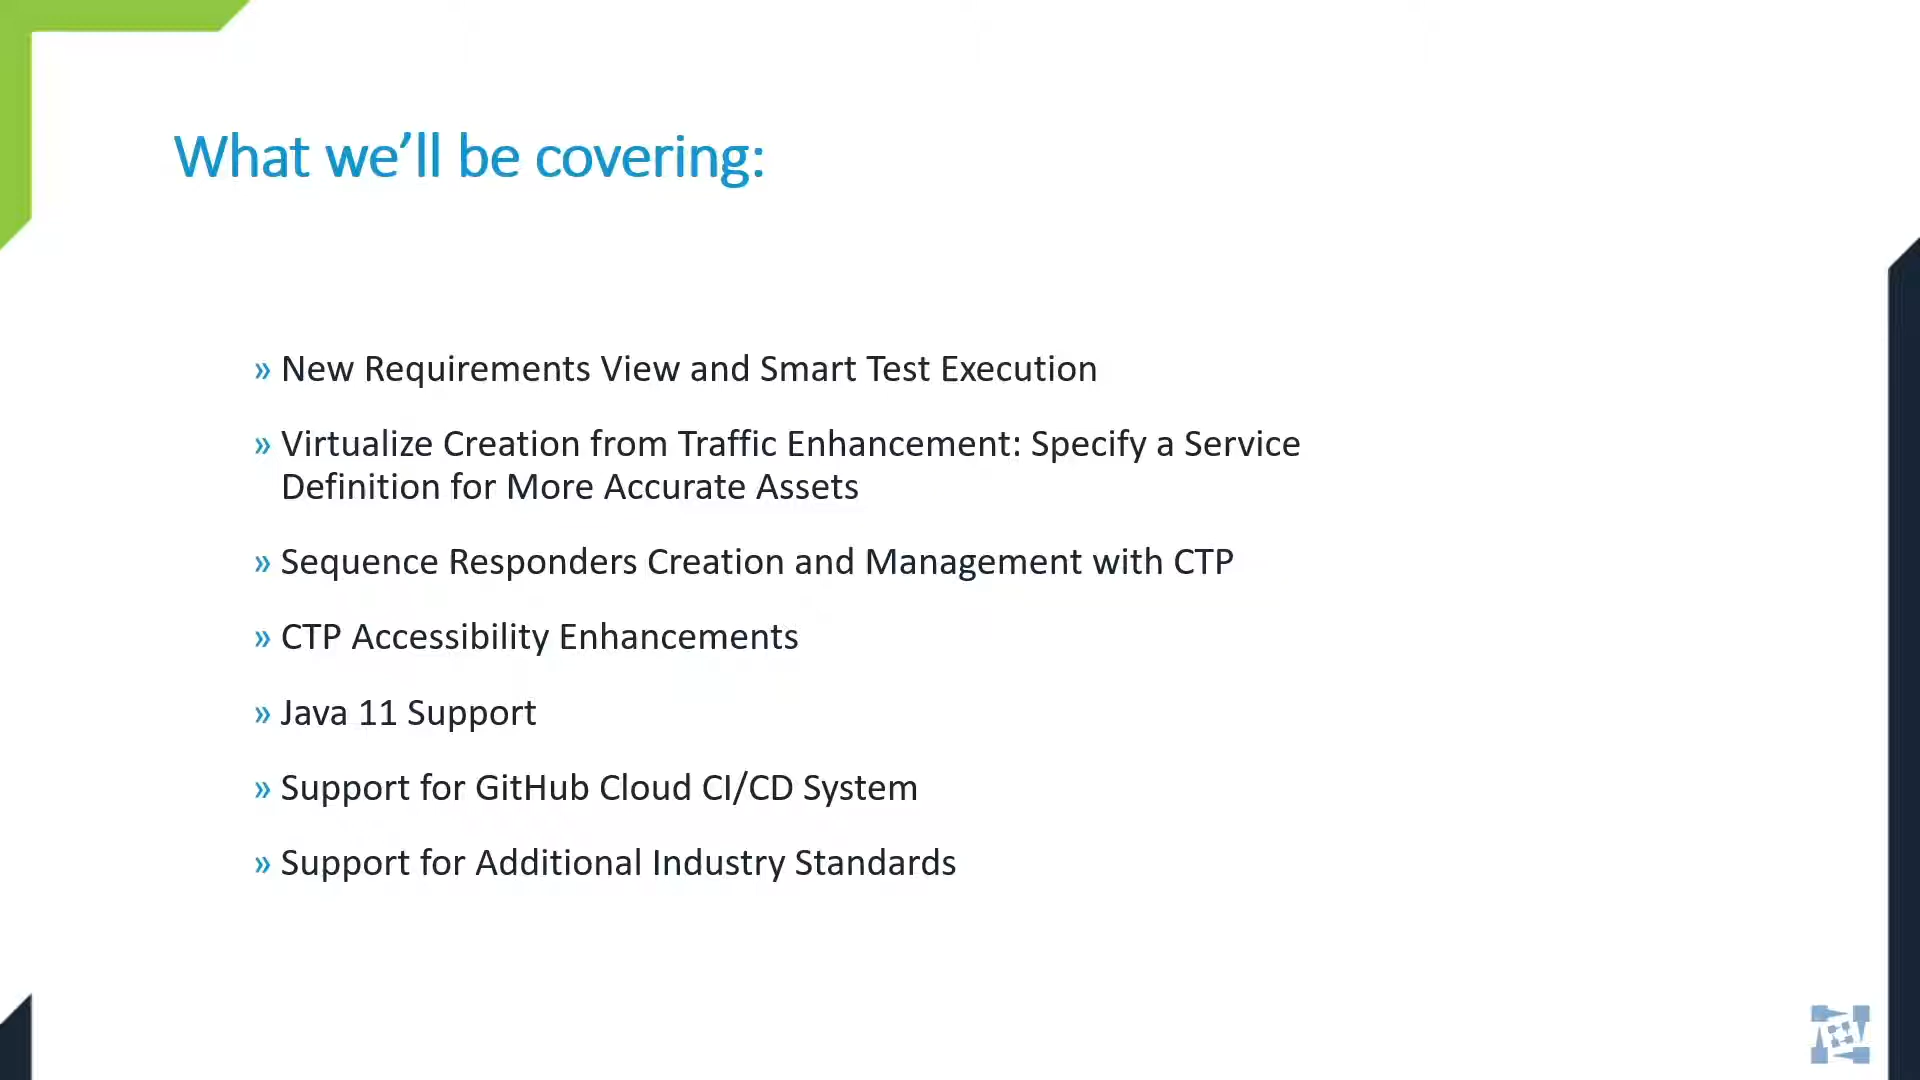 What we’ll be covering:
» New Requirements View and Smart Test Execution
» Virtualize Creation from Traffic Enhancement: Specify a Service
Definition for More Accurate Assets
» Sequence Responders Creation and Management with CTP
» CTP Accessibility Enhancements
» Java 11 Support
» Support for GitHub Cloud CI/CD System
» Support for Additional Industry Standards